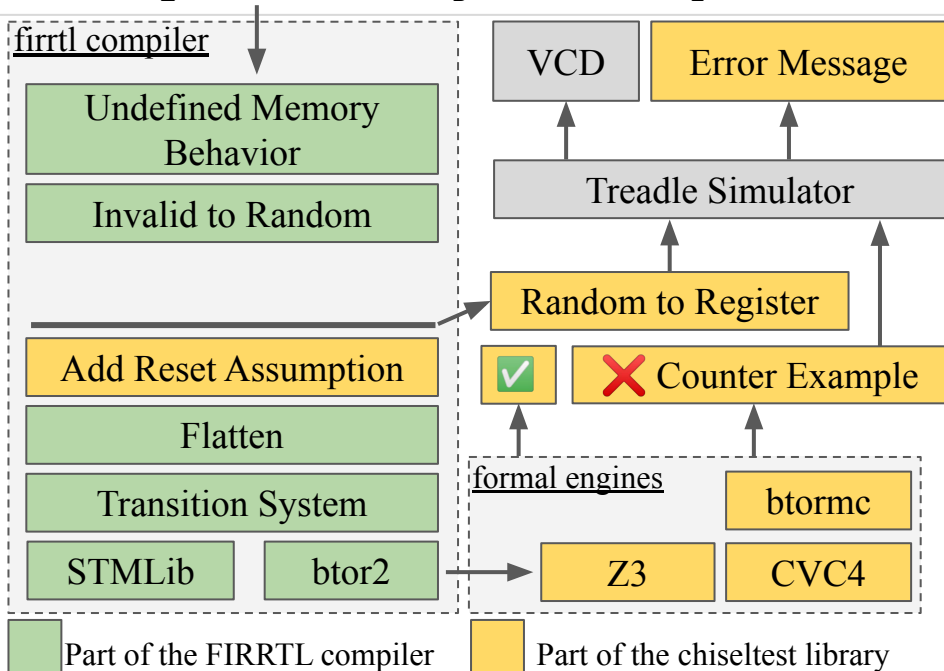 firrtl compiler
Undefined Memory
Behavior
Invalid to Random
Add Reset Assumption
Flatten
Transition System
STMLib
btor2
VCD
Error Message
Treadle Simulator
Random to Register
✅
❌ Counter Example
formal engines
btormc
Z3
CVC4
Part of the FIRRTL compiler
Part of the chiseltest library